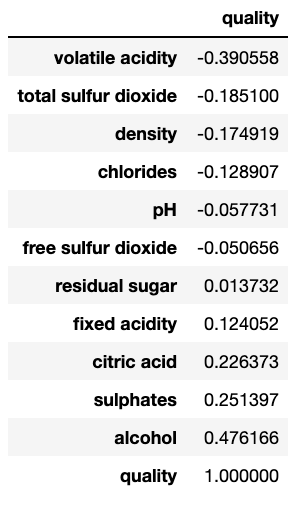 quality
volatile acidity -0.390558
total sulfur dioxide -0.185100
density -0.174919
chlorides -0.128907
pH -0.057731
free sulfur dioxide -0.050656
residual sugar 0.013732
fixed acidity 0.124052
citric acid 0.226373
sulphates 0.251397
alcohol 0.476166
quality 1.000000